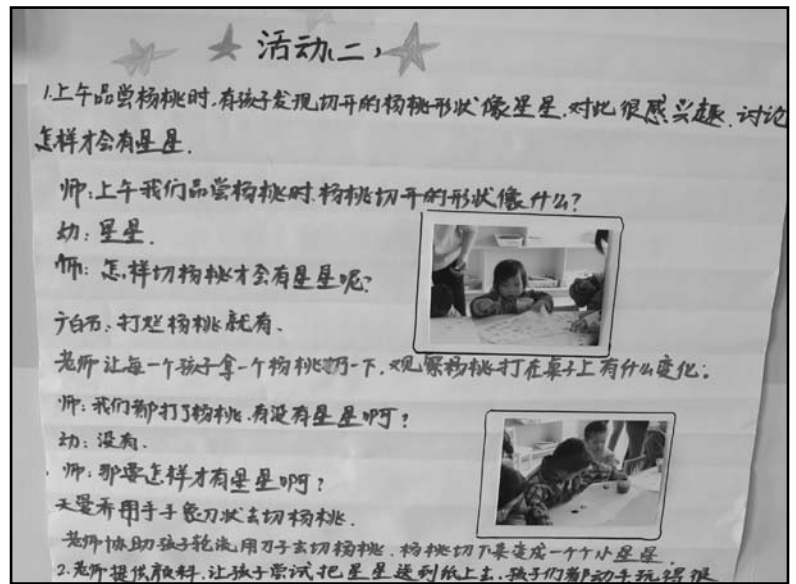 活动(二)
1.上午品尝杨桃时,有孩子发现切开的杨桃形状像星星,对此很感兴趣.讨论
怎样才会有星星.
师:上午我们品尝杨桃时,杨桃切开的形状像什么?
幼:星星.
师:怎样切杨桃才会有星星呢?
:打烂杨桃就有、
老师让每一个孩子拿一个杨桃扔一下,观察杨桃打在桌子上有什么变化;
师:我们都打了杨桃,有没有星星啊?
幼:没有.
师:那要怎样才有星星啊?
用手手象刀状去切杨桃.
老师协助孩子轮流用刀子去切杨桃,杨桃切下来变成一个个小星星
2.老师提供颜料,让孩子尝试把星星送到纸上去,孩子们都动手玩得很